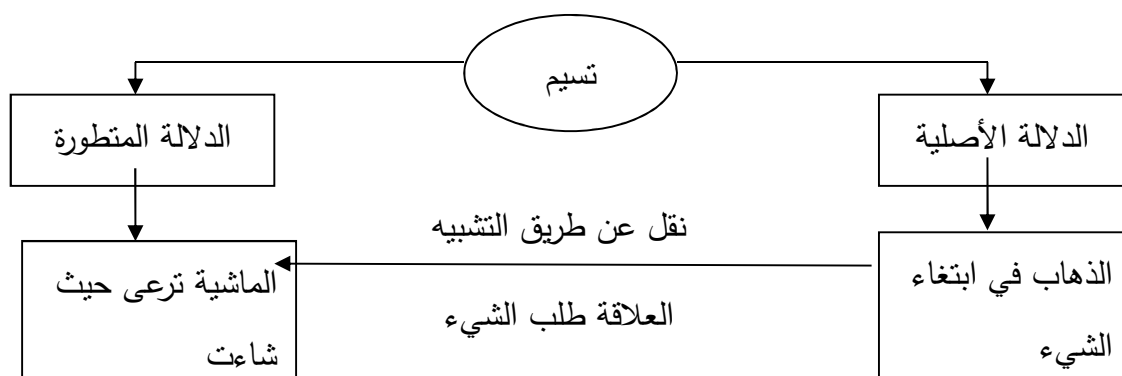 تسيم
الدلالة الأصلية
الدلالة المتطورة
نقل عن طريق التشبيه
العلاقة طلب الشيء
الذهاب في ابتغاء
الشيء
الماشية ترعى حيث
شاءت